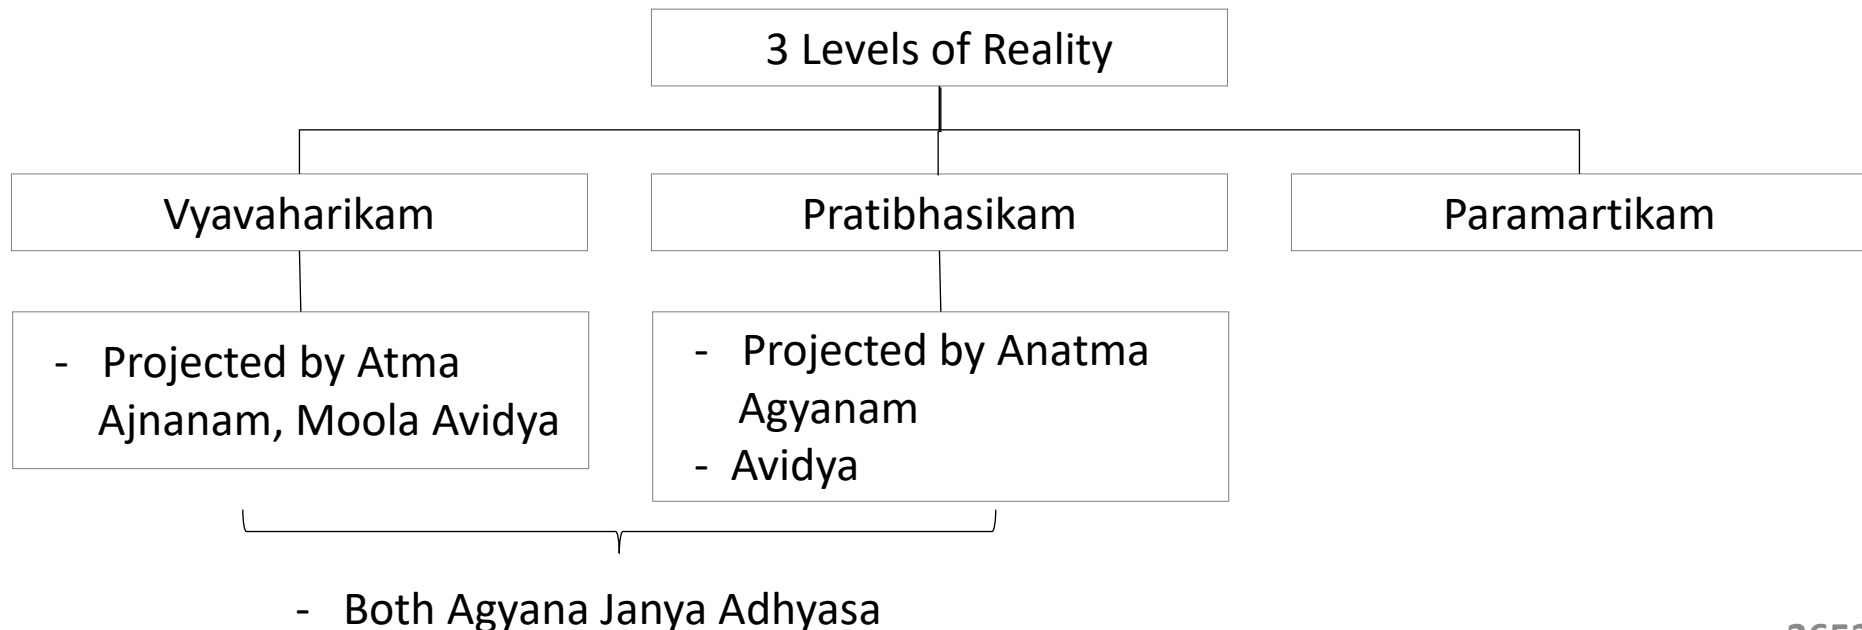 3 Levels of Reality
Vyavaharikam
Pratibhasikam
Paramartikam
- Projected by Atma
Ajnanam, Moola Avidya
- Projected by Anatma
Agyanam
- Avidya
- Both Agyana Janya Adhyasa